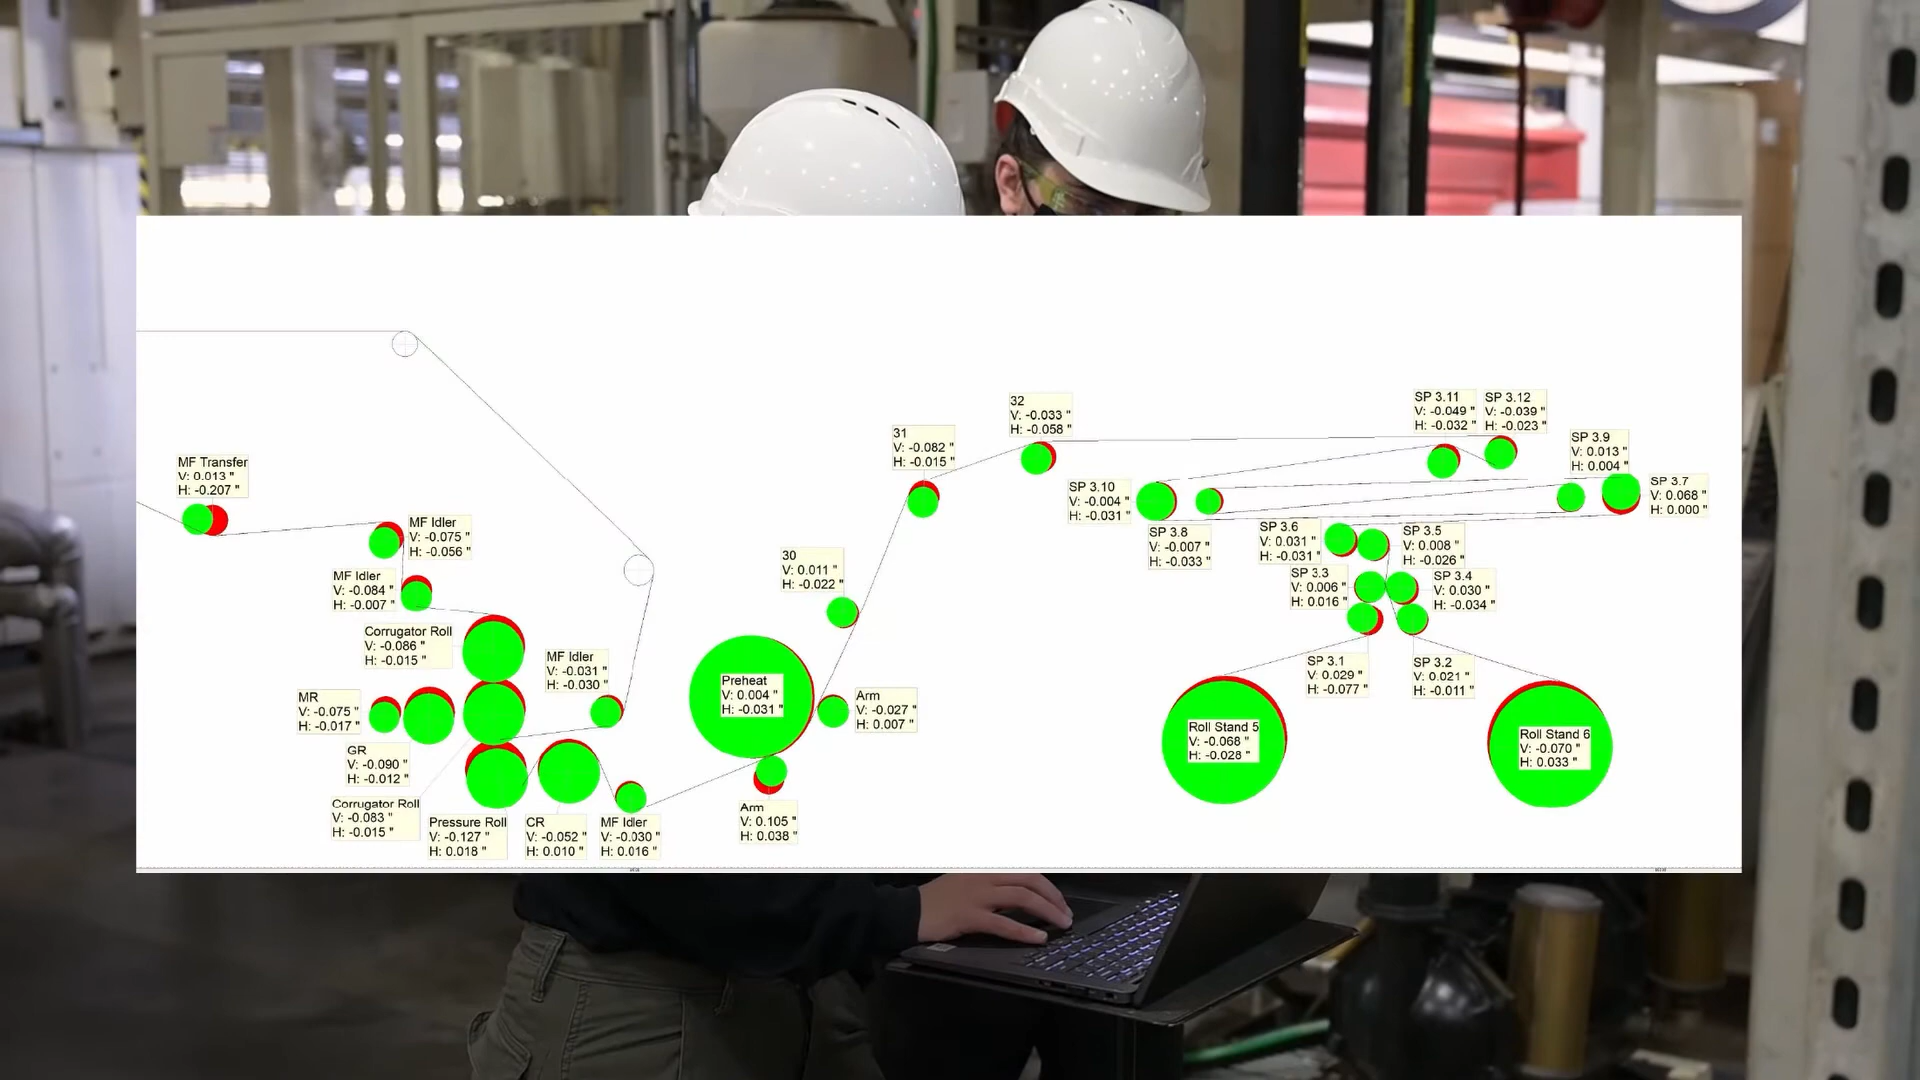 SP 3.11
V: -0.049 "
H: -0.032 "
SP 3.12
V: -0.039 "
H: -0.023 "
32
V: -0.033 "
H: -0.058 "
31
V: -0.082 "
H: -0.015 "
SP 3.9
V: 0.013 "
H: 0.004 "
MF Transfer
V: 0.013 "
H: -0.207 "
SP 3.10
V: -0.004 "
H: -0.031 "
SP 3.7
V: 0.068 "
H: 0.000 "
MF Idler
V: -0.075 "
H: -0.056 "
SP 3.8
V: -0.007 "
H: -0.033 "
SP 3.6
V: 0.031 "
H: -0.031 "
SP 3.5
V: 0.008 "
H: -0.026 "
30
V: 0.011 "
H: -0.022 "
MF Idler
V: -0.084 "
H: -0.007 "
SP 3.3
V: 0.006 "
H: 0.016 "
SP 3.4
V: 0.030 "
H: -0.034 "
Corrugator Roll
V: -0.086 "
H: -0.015 "
MF Idler
V: -0.031 "
H: -0.030 "
SP 3.1
V: 0.029 "
H: -0.077 "
SP 3.2
V: 0.021 "
H: -0.011 "
MR
V: -0.075 "
H: -0.017 "
Preheat
V: 0.004 "
H: -0.031 "
Arm
V: -0.027 "
H: 0.007 "
Roll Stand 5
V: -0.068 "
H: -0.028 "
Roll Stand 6
V: -0.070 "
H: 0.033 "
GR
V: -0.090 "
H: -0.012 "
Corrugator Roll
V: -0.083 "
H: -0.015 "
Pressure Roll
V: -0.127 "
H: 0.018 "
CR
V: -0.052 "
H: 0.010 "
MF Idler
V: -0.030 "
H: 0.016 "
Arm
V: 0.105 "
H: 0.038 "